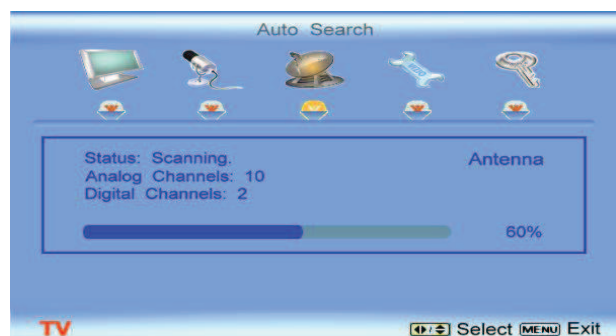 Auto Search
Status: Scanning. Antenna
Analog Channels: 10
Digital Channels: 2
60%
TV Select MENU Exit